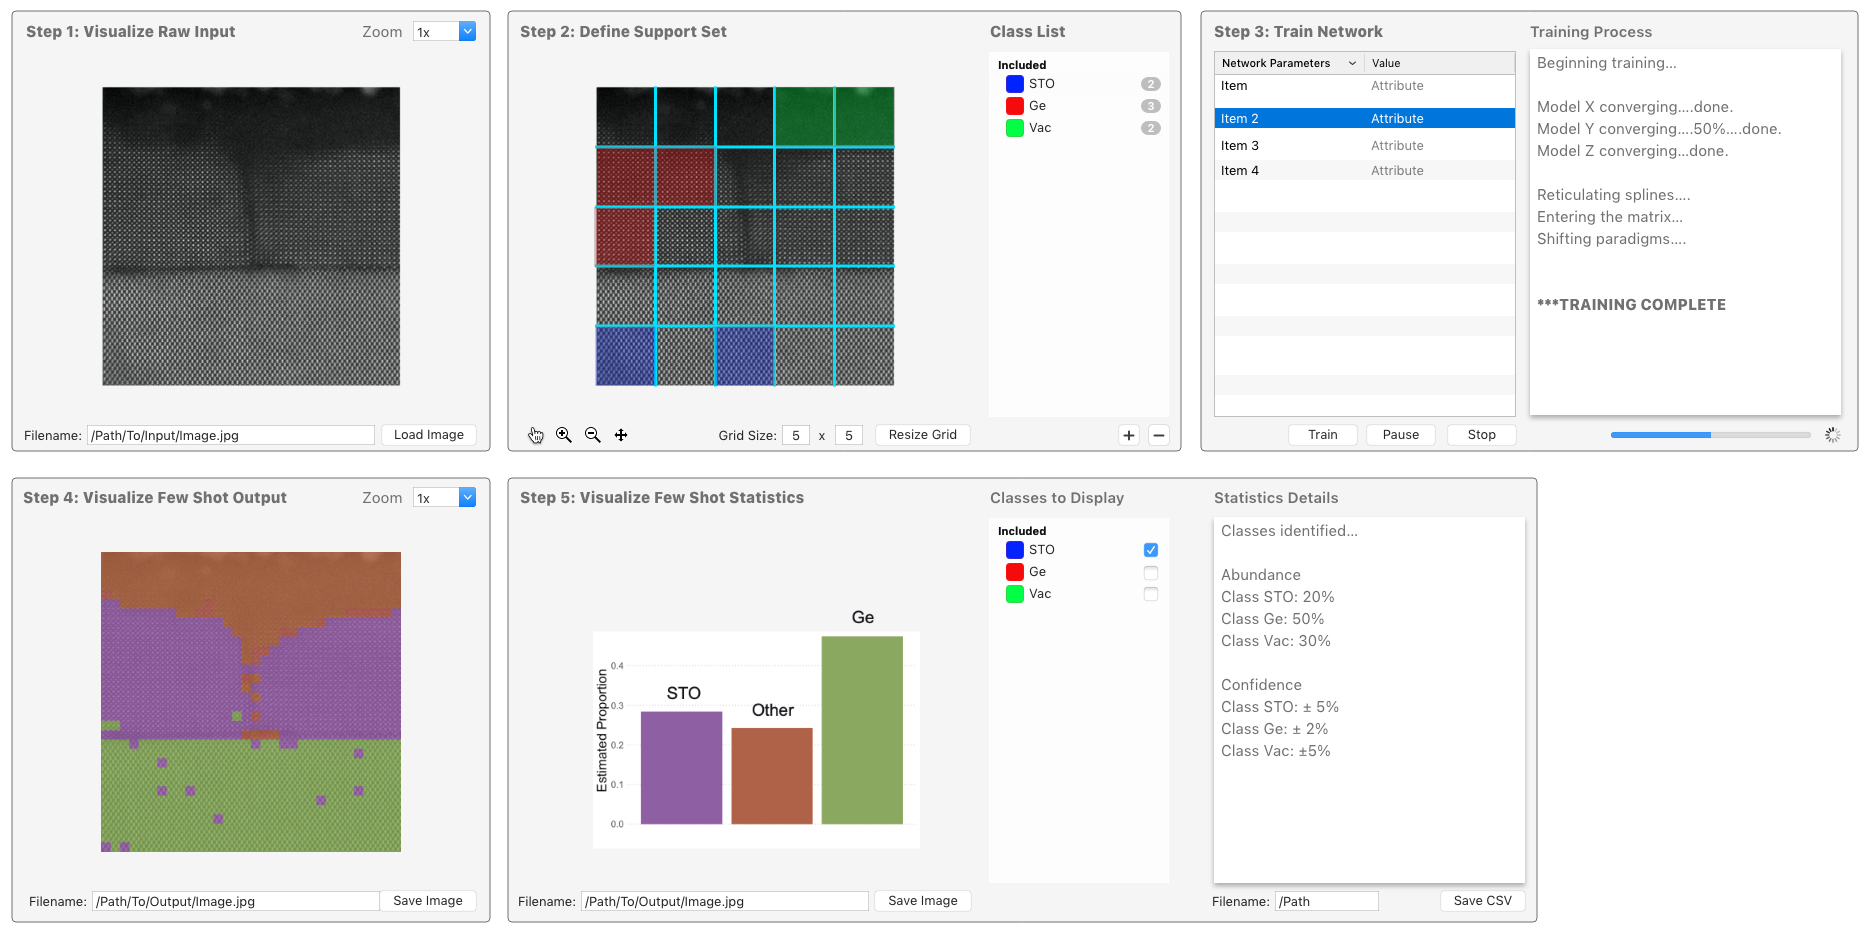 Step 1: Visualize Raw Input
Zoom 1x
Filename: /Path/To/Input/Image.jpg Load Image
Step 2: Define Support Set
Grid Size: 5 x 5 Resize Grid
Class List
Included
STO 2
Ge 3
Vac 2
+ −
Step 3: Train Network
Network Parameters Value
Item Attribute
Item 2 Attribute
Item 3 Attribute
Item 4 Attribute
Train Pause Stop
Training Process
Beginning training...
Model X converging....done.
Model Y converging....50%....done.
Model Z converging...done.
Reticulating splines....
Entering the matrix...
Shifting paradigms....
***TRAINING COMPLETE
Step 4: Visualize Few Shot Output
Zoom 1x
Filename: /Path/To/Output/Image.jpg Save Image
Step 5: Visualize Few Shot Statistics
Ge
STO
Other
Estimated Proportion
0.4
0.3
0.2
0.1
0.0
Filename: /Path/To/Output/Image.jpg Save Image
Classes to Display
Included
STO
Ge
Vac
Statistics Details
Classes identified...
Abundance
Class STO: 20%
Class Ge: 50%
Class Vac: 30%
Confidence
Class STO: ± 5%
Class Ge: ± 2%
Class Vac: ±5%
Filename: /Path Save CSV